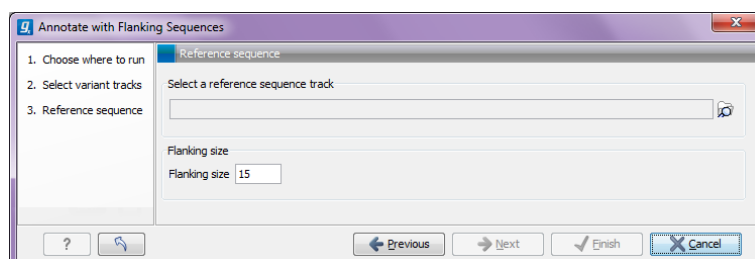 Annotate with Flanking Sequences
1. Choose where to run
2. Select variant tracks
3. Reference sequence
Reference sequence
Select a reference sequence track
Flanking size
Flanking size 15
? Previous Next Finish Cancel